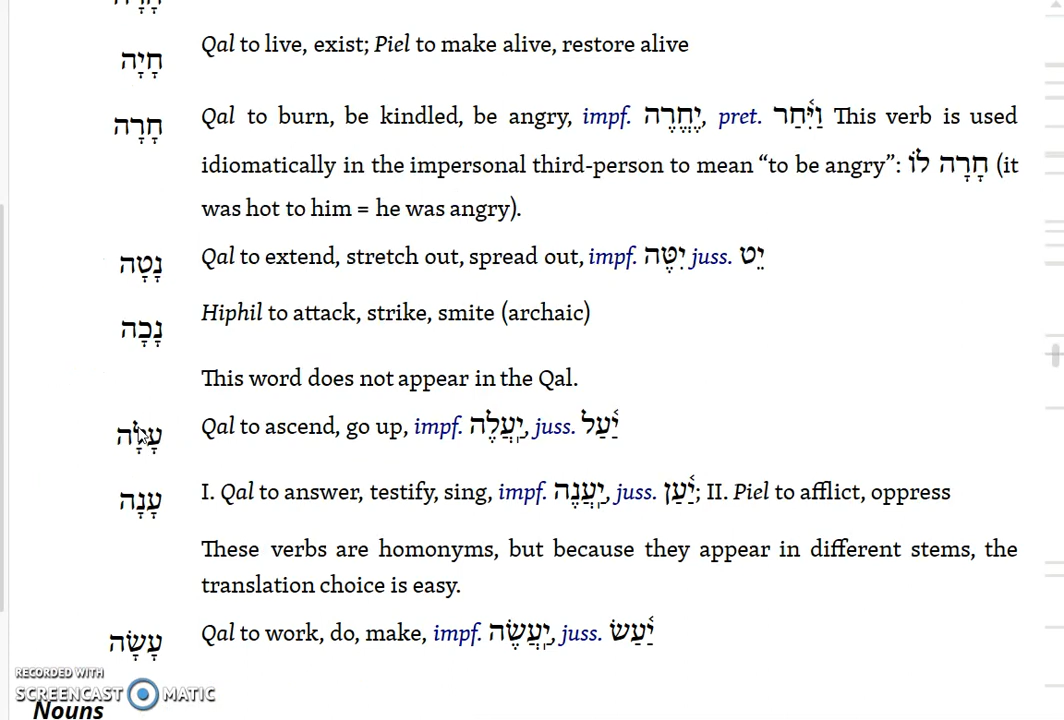 חָיָה Qal to live, exist; Piel to make alive, restore alive
חָרָה Qal to burn, be kindled, be angry, impf. יֶחֱרֶה, pret. וַיִּ֫חַר This verb is used
idiomatically in the impersonal third-person to mean “to be angry”: חָרָה לוֹ (it
was hot to him = he was angry).
נָטָה Qal to extend, stretch out, spread out, impf. יִטֶּה juss. יֵט
נָכָה Hiphil to attack, strike, smite (archaic)
This word does not appear in the Qal.
עָלָה Qal to ascend, go up, impf. יַעֲלֶה, juss. יַ֫עַל
עָנָה I. Qal to answer, testify, sing, impf. יַעֲנֶה, juss. יַ֫עַן; II. Piel to afflict, oppress
These verbs are homonyms, but because they appear in different stems, the
translation choice is easy.
עָשָׂה Qal to work, do, make, impf. יַעֲשֶׂה, juss. יַ֫עַשׂ
RECORDED WITH
SCREENCAST MATIC
Nouns